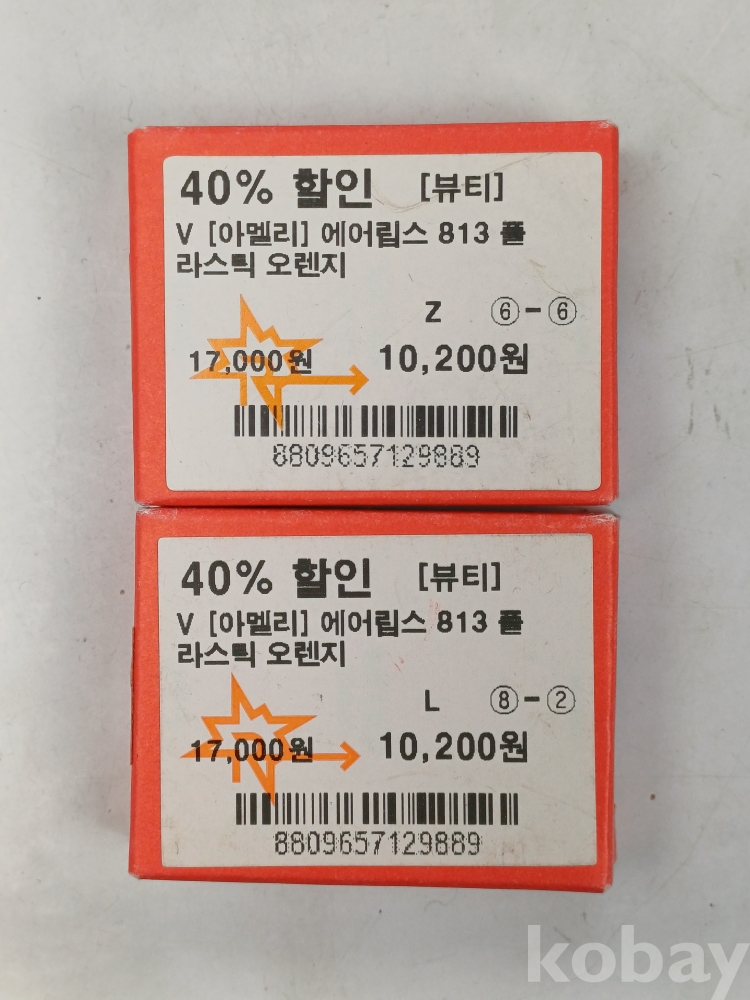 40% 할인 [뷰티]
V [아멜리] 에어립스 813 플
라스틱 오렌지
Z ⑥-⑥
17,000원 10,200원
8809657129889
40% 할인 [뷰티]
V [아멜리] 에어립스 813 플
라스틱 오렌지
L ⑧-②
17,000원 10,200원
8809657129889
kobay